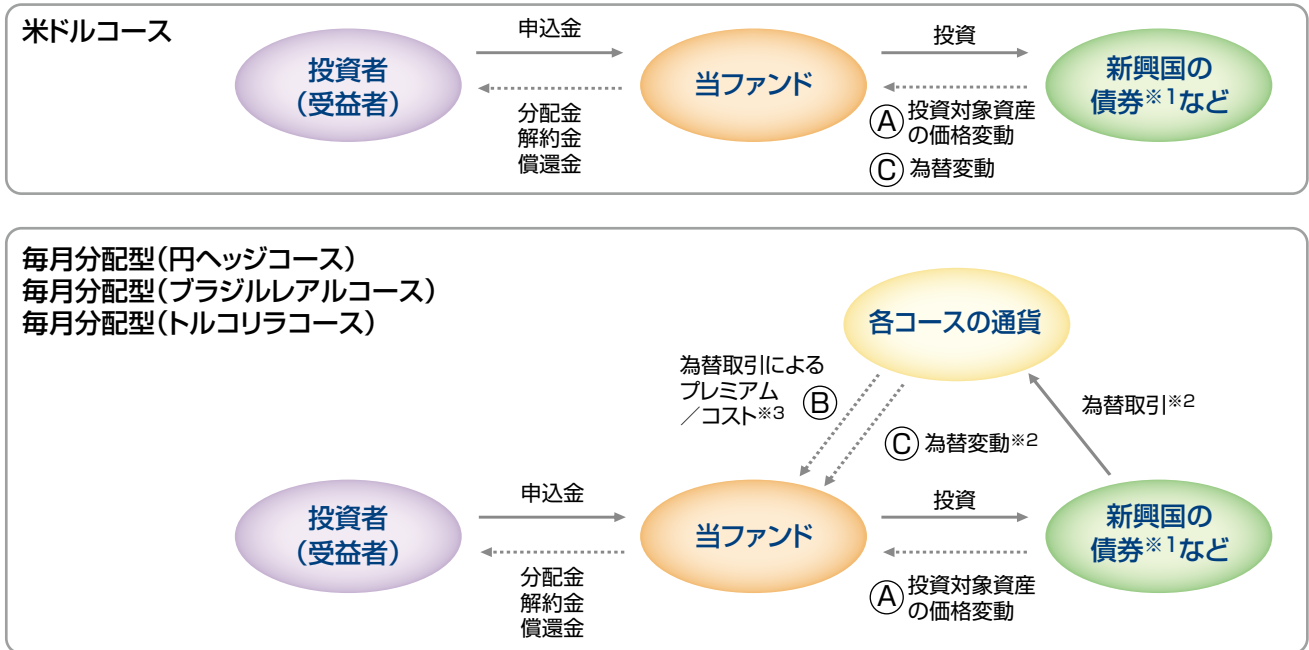 米ドルコース
投資者
(受益者)
申込金
分配金
解約金
償還金
当ファンド
投資
Ⓐ投資対象資産
の価格変動
Ⓒ為替変動
新興国の
債券※1など
毎月分配型(円ヘッジコース)
毎月分配型(ブラジルレアルコース)
毎月分配型(トルコリラコース)
各コースの通貨
為替取引による
プレミアム
／コスト※3 Ⓑ
Ⓒ為替変動※2
為替取引※2
投資者
(受益者)
申込金
分配金
解約金
償還金
当ファンド
投資
Ⓐ投資対象資産
の価格変動
新興国の
債券※1など